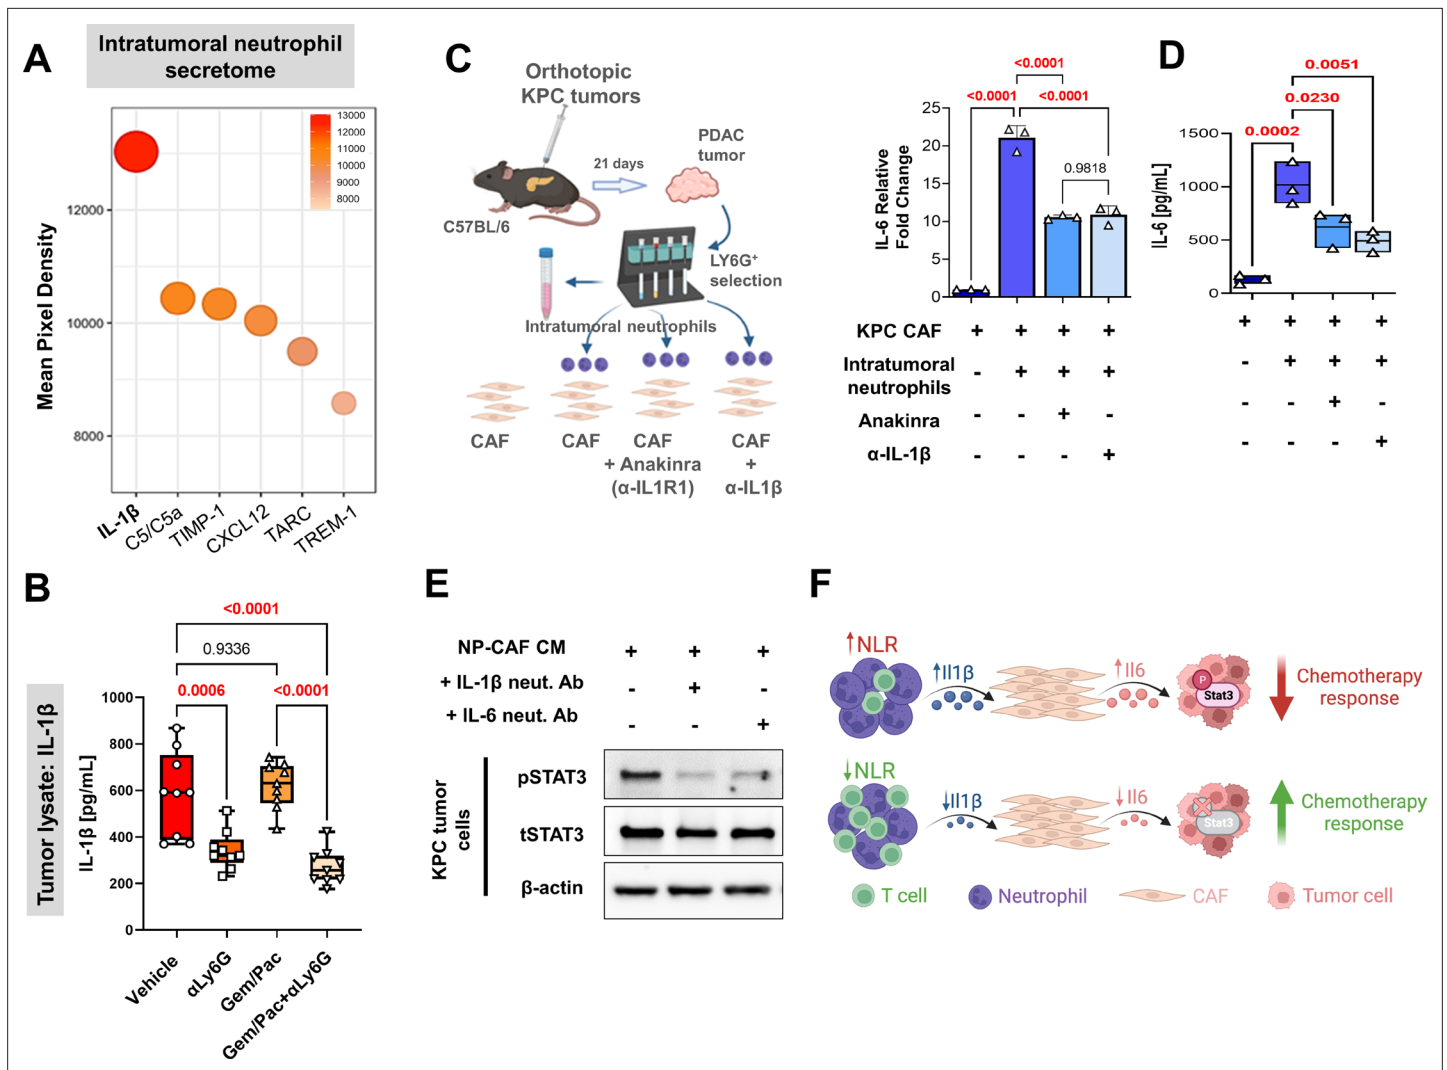 A
Intratumoral neutrophil
secretome
Mean Pixel Density
12000
10000
8000
13000
11000
10000
9000
8000
IL-1β
C5/C5a
TIMP-1
CXCL12
TARC
TREM-1
B
Tumor lysate: IL-1β
IL-1β [pg/mL]
<0.0001
0.9336
0.0006
<0.0001
1000
800
600
400
200
0
Vehicle
αLy6G
Gem/Pac
Gem/Pac+αLy6G
C
Orthotopic
KPC tumors
C57BL/6
21 days
PDAC
tumor
LY6G⁺
selection
Intratumoral neutrophils
CAF
CAF
CAF
+ Anakinra
(α-IL1R1)
CAF
+
α-IL1β
IL-6 Relative
Fold Change
<0.0001
<0.0001
<0.0001
0.9818
25
20
15
10
5
0
KPC CAF + + + +
Intratumoral
neutrophils - + + +
Anakinra - - + -
α-IL-1β - - - +
D
0.0051
0.0230
0.0002
IL-6 [pg/mL]
1500
1000
500
0
+ + + +
- + + +
- - + -
- - - +
E
NP-CAF CM + + +
+ IL-1β neut. Ab - + -
+ IL-6 neut. Ab - - +
KPC tumor
cells
pSTAT3
tSTAT3
β-actin
F
↑NLR
↑Il1β
↑Il6
P
Stat3
Chemotherapy
response
↓NLR
↓Il1β
↓Il6
Stat3
Chemotherapy
response
T cell
Neutrophil
CAF
Tumor cell